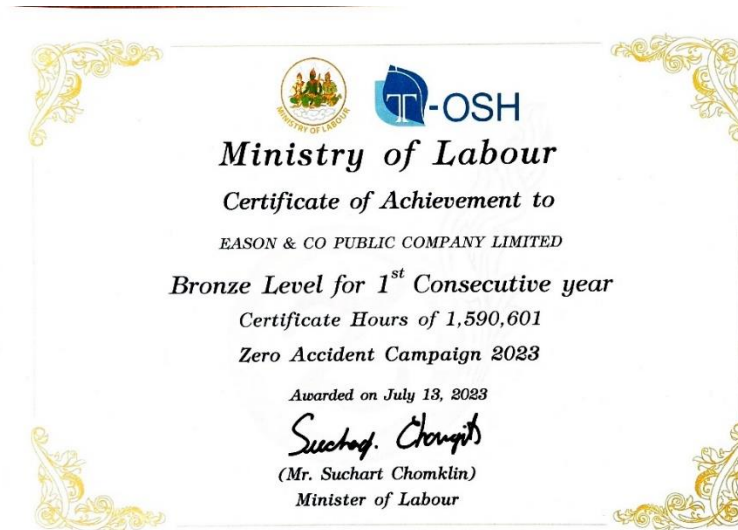 MINISTRY OF LABOUR
T-OSH
Ministry of Labour
Certificate of Achievement to
EASON & CO PUBLIC COMPANY LIMITED
Bronze Level for 1st Consecutive year
Certificate Hours of 1,590,601
Zero Accident Campaign 2023
Awarded on July 13, 2023
(Mr. Suchart Chomklin)
Minister of Labour